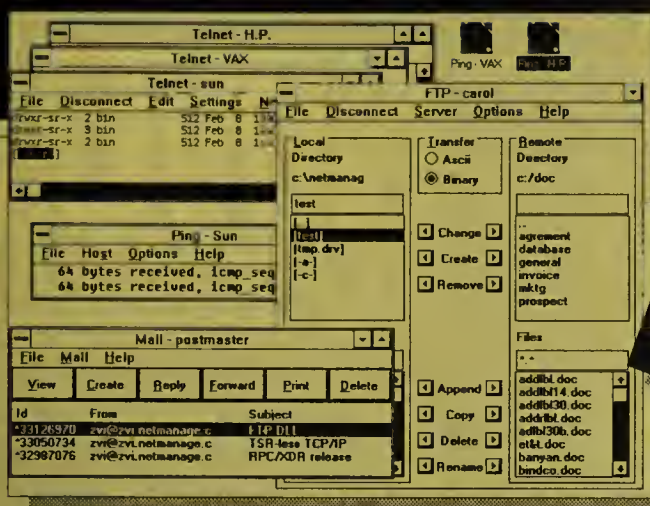 Telnet - H.P.
Telnet - VAX
Ping - VAX
Ping - H.P.
Telnet - sun
File Disconnect Edit Settings
drwxr-sr-x 2 bin 512 Feb 8
drwxr-sr-x 3 bin 512 Feb 8
drwxr-sr-x 2 bin 512 Feb 8
Ping - Sun
File Host Options Help
64 bytes received, icmp_seq
64 bytes received, icmp_seq
FTP - carol
File Disconnect Server Options Help
Local
Directory
c:\netmanag
test
[..]
[test]
[tmp.drv]
[-a-]
[-c-]
Transfer
Ascii
Binary
Change
Create
Remove
Append
Copy
Delete
Rename
Remote
Directory
c:/doc
..
agrement
database
general
invoice
mktg
prospect
Files
*.*
addlbl.doc
addlbl14.doc
addlbl30.doc
addrlbl.doc
adlbl30b.doc
et&t.doc
banyan.doc
bindco.doc
Mail - postmaster
File Mail Help
View Create Reply Forward Print Delete
Id From Subject
*33126970 zvi@zvi.netmanage.c FTP DLL
*33050734 zvi@zvi.netmanage.c TSR-less TCP/IP
*32987076 zvi@zvi.netmanage.c RPC/XDR release